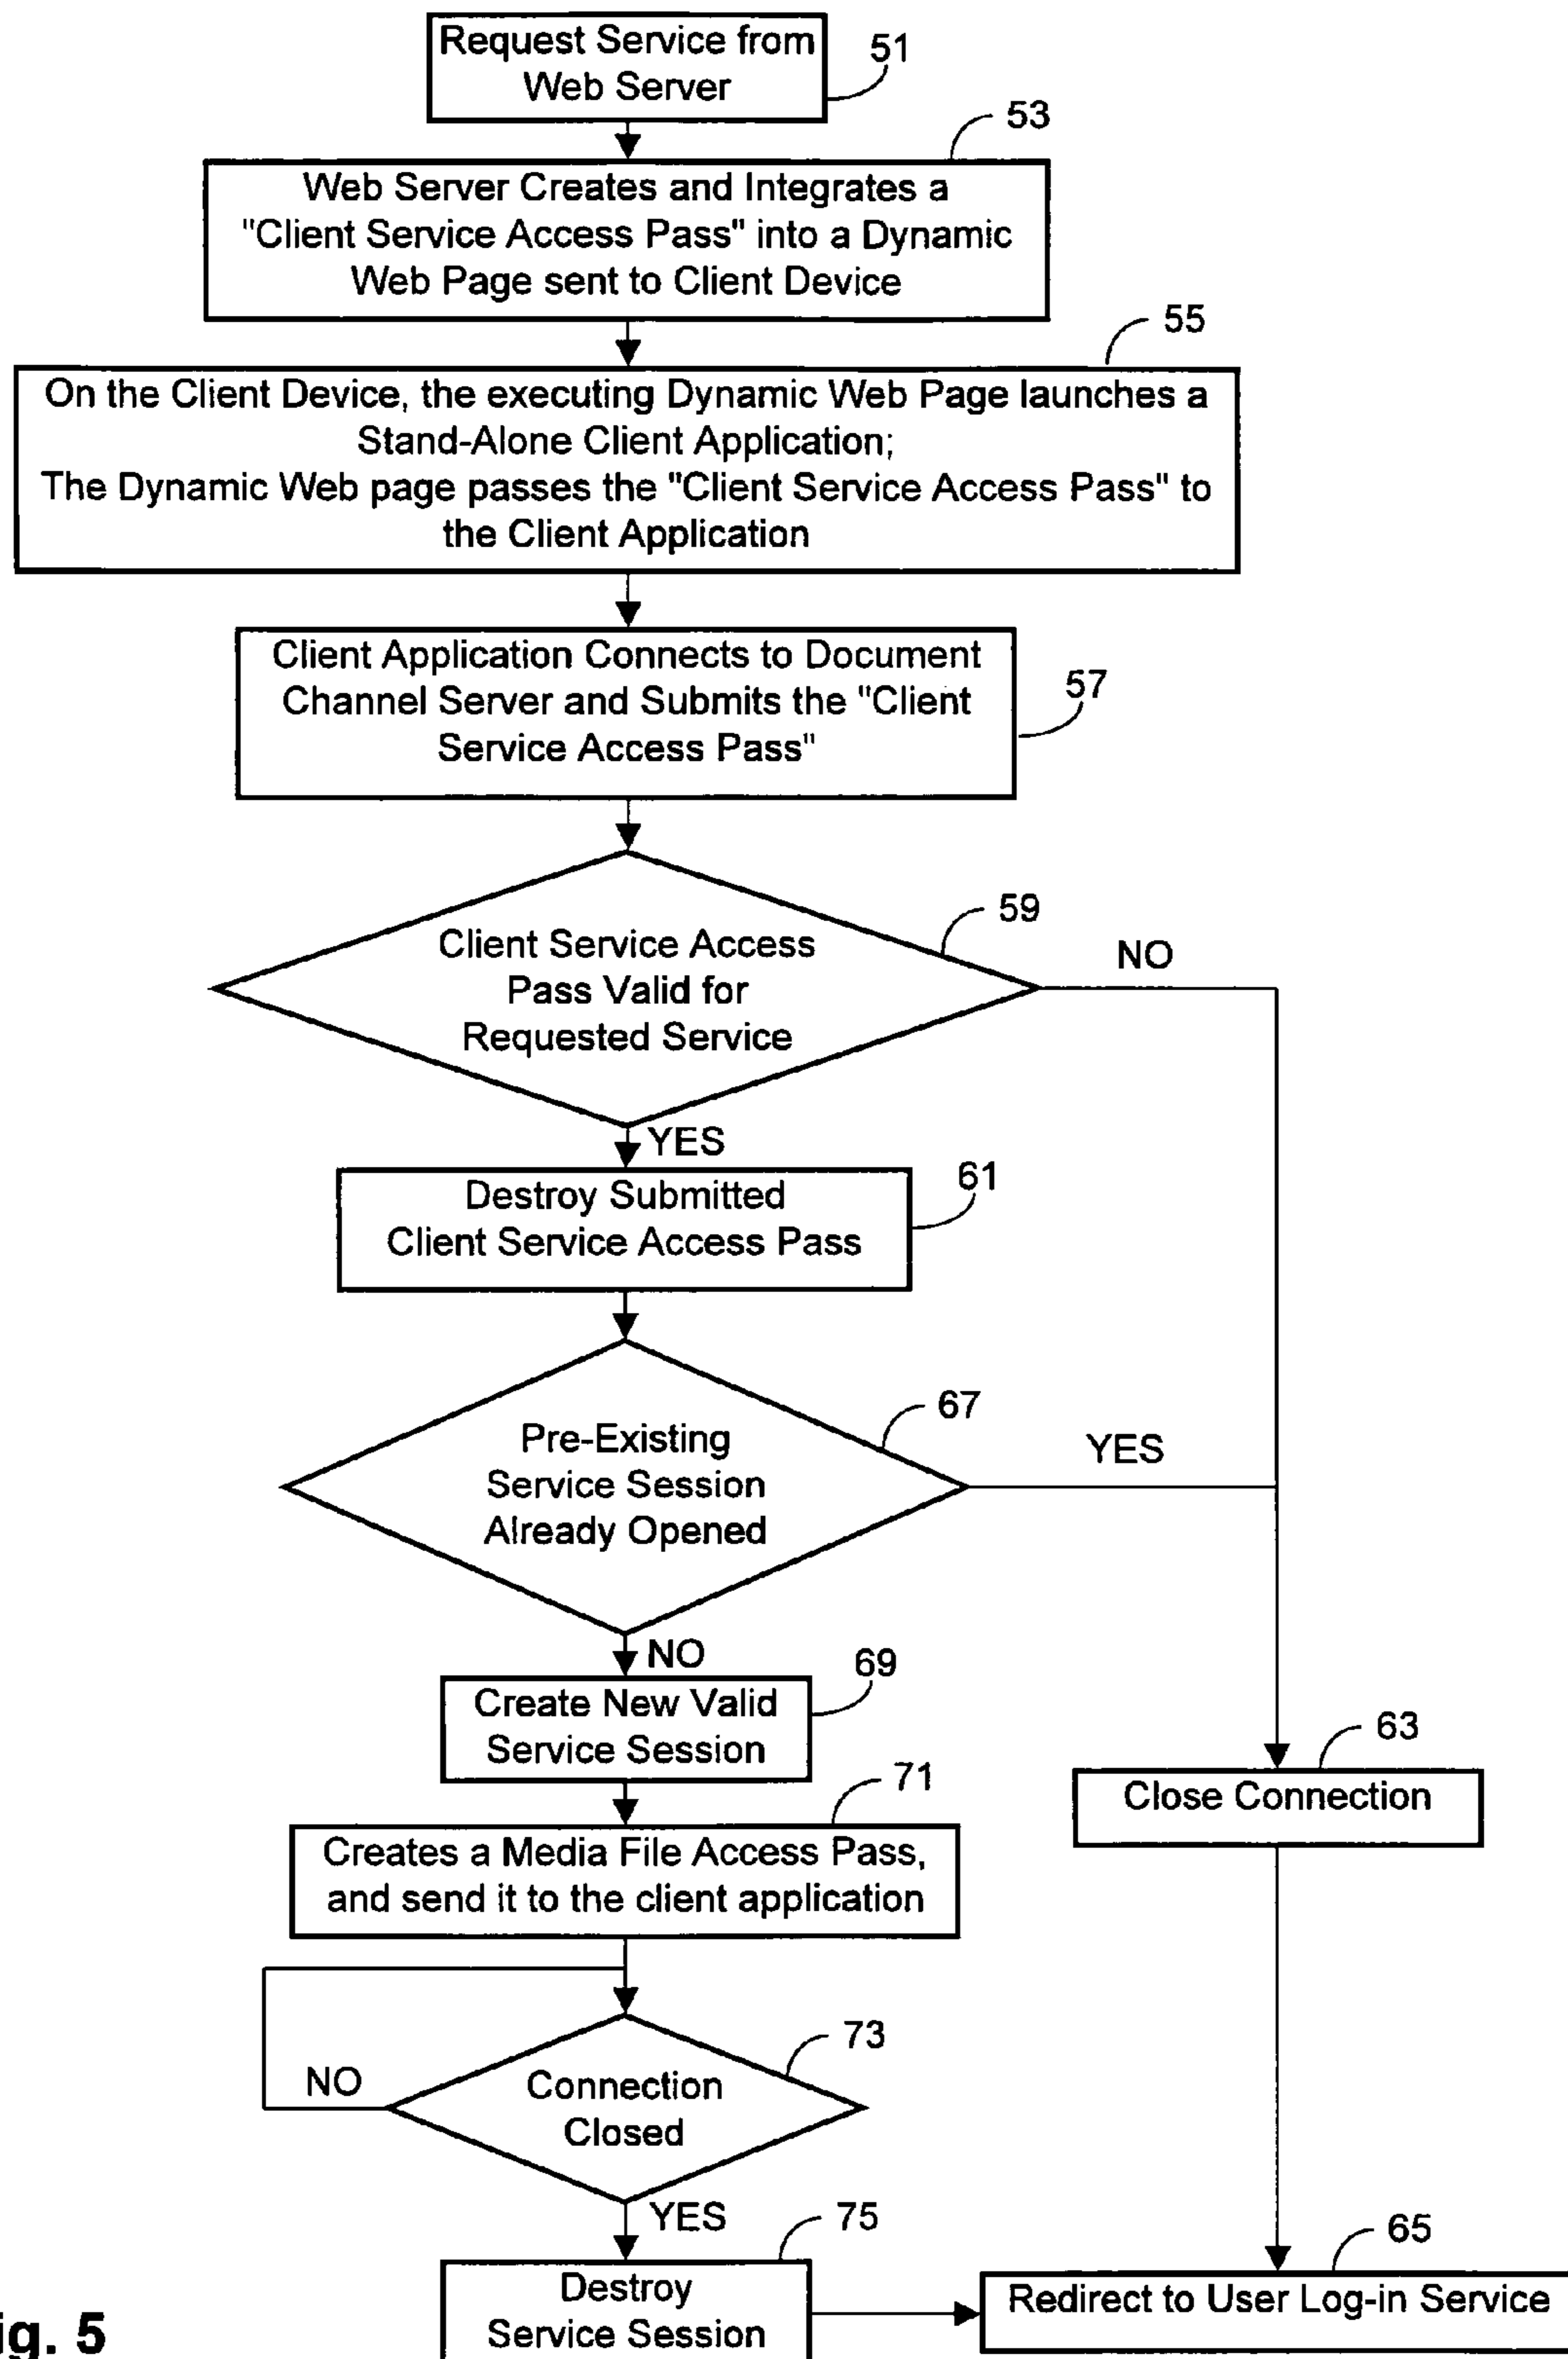 Request Service from
Web Server
51
53
Web Server Creates and Integrates a
"Client Service Access Pass" into a Dynamic
Web Page sent to Client Device
55
On the Client Device, the executing Dynamic Web Page launches a
Stand-Alone Client Application;
The Dynamic Web page passes the "Client Service Access Pass" to
the Client Application
Client Application Connects to Document
Channel Server and Submits the "Client
Service Access Pass"
57
59
Client Service Access
Pass Valid for
Requested Service
NO
YES
61
Destroy Submitted
Client Service Access Pass
67
Pre-Existing
Service Session
Already Opened
YES
NO
69
Create New Valid
Service Session
63
Close Connection
71
Creates a Media File Access Pass,
and send it to the client application
73
Connection
Closed
NO
YES
75
Destroy
Service Session
65
Redirect to User Log-in Service
ig. 5